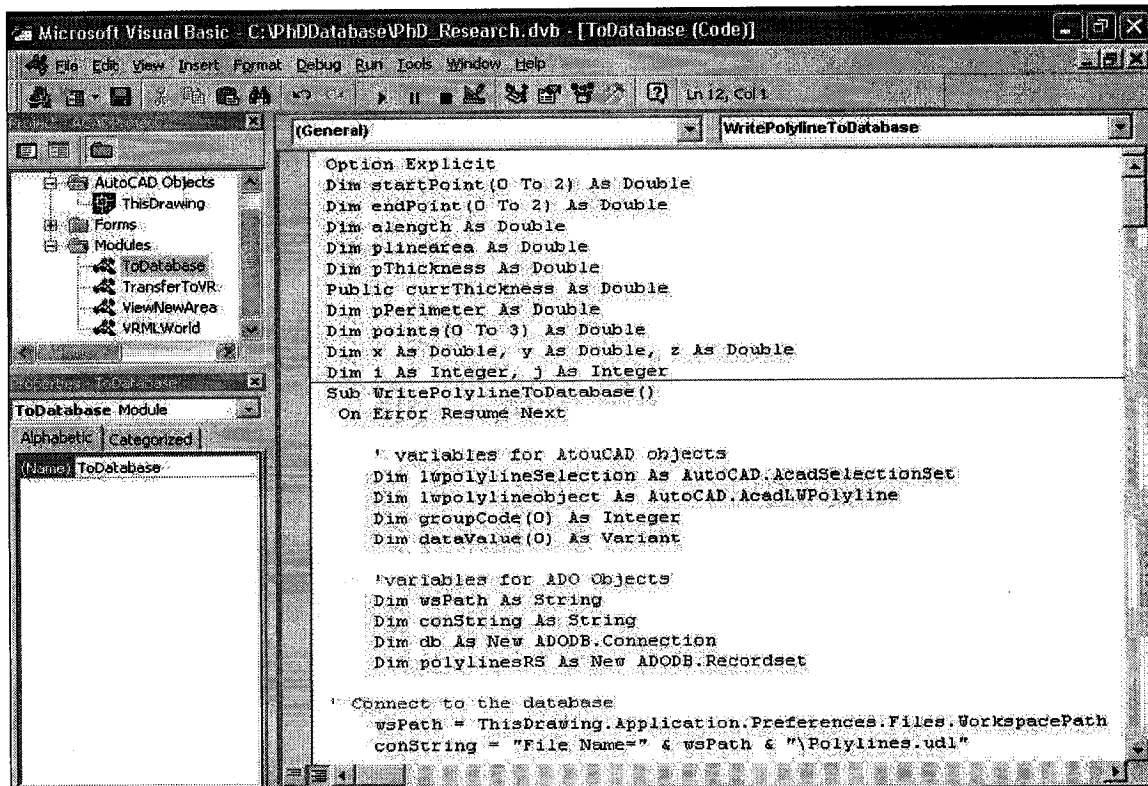 Microsoft Visual Basic - C:\PhDDatabase\PhD_Research.dvb - [ToDatabase (Code)]
File Edit View Insert Format Debug Run Tools Window Help
Ln 12, Col 1
AutoCAD Objects
ThisDrawing
Forms
Modules
ToDatabase
TransferToVR
ViewNewArea
VRMLWorld
Properties - ToDatabase
ToDatabase Module
Alphabetic Categorized
(Name) ToDatabase
(General) WritePolylineToDatabase
Option Explicit
Dim startPoint(0 To 2) As Double
Dim endPoint(0 To 2) As Double
Dim alength As Double
Dim plinearea As Double
Dim pThickness As Double
Public currThickness As Double
Dim pPerimeter As Double
Dim points(0 To 3) As Double
Dim x As Double, y As Double, z As Double
Dim i As Integer, j As Integer
Sub WritePolylineToDatabase()
On Error Resume Next
' variables for AtouCAD objects
Dim lwpolylineSelection As AutoCAD.AcadSelectionSet
Dim lwpolylineobject As AutoCAD.AcadLWPolyline
Dim groupCode(0) As Integer
Dim dataValue(0) As Variant
'variables for ADO Objects
Dim wsPath As String
Dim conString As String
Dim db As New ADODB.Connection
Dim polylinesRS As New ADODB.Recordset
' Connect to the database
wsPath = ThisDrawing.Application.Preferences.Files.WorkspacePath
conString = "File Name=" & wsPath & "\Polylines.udl"